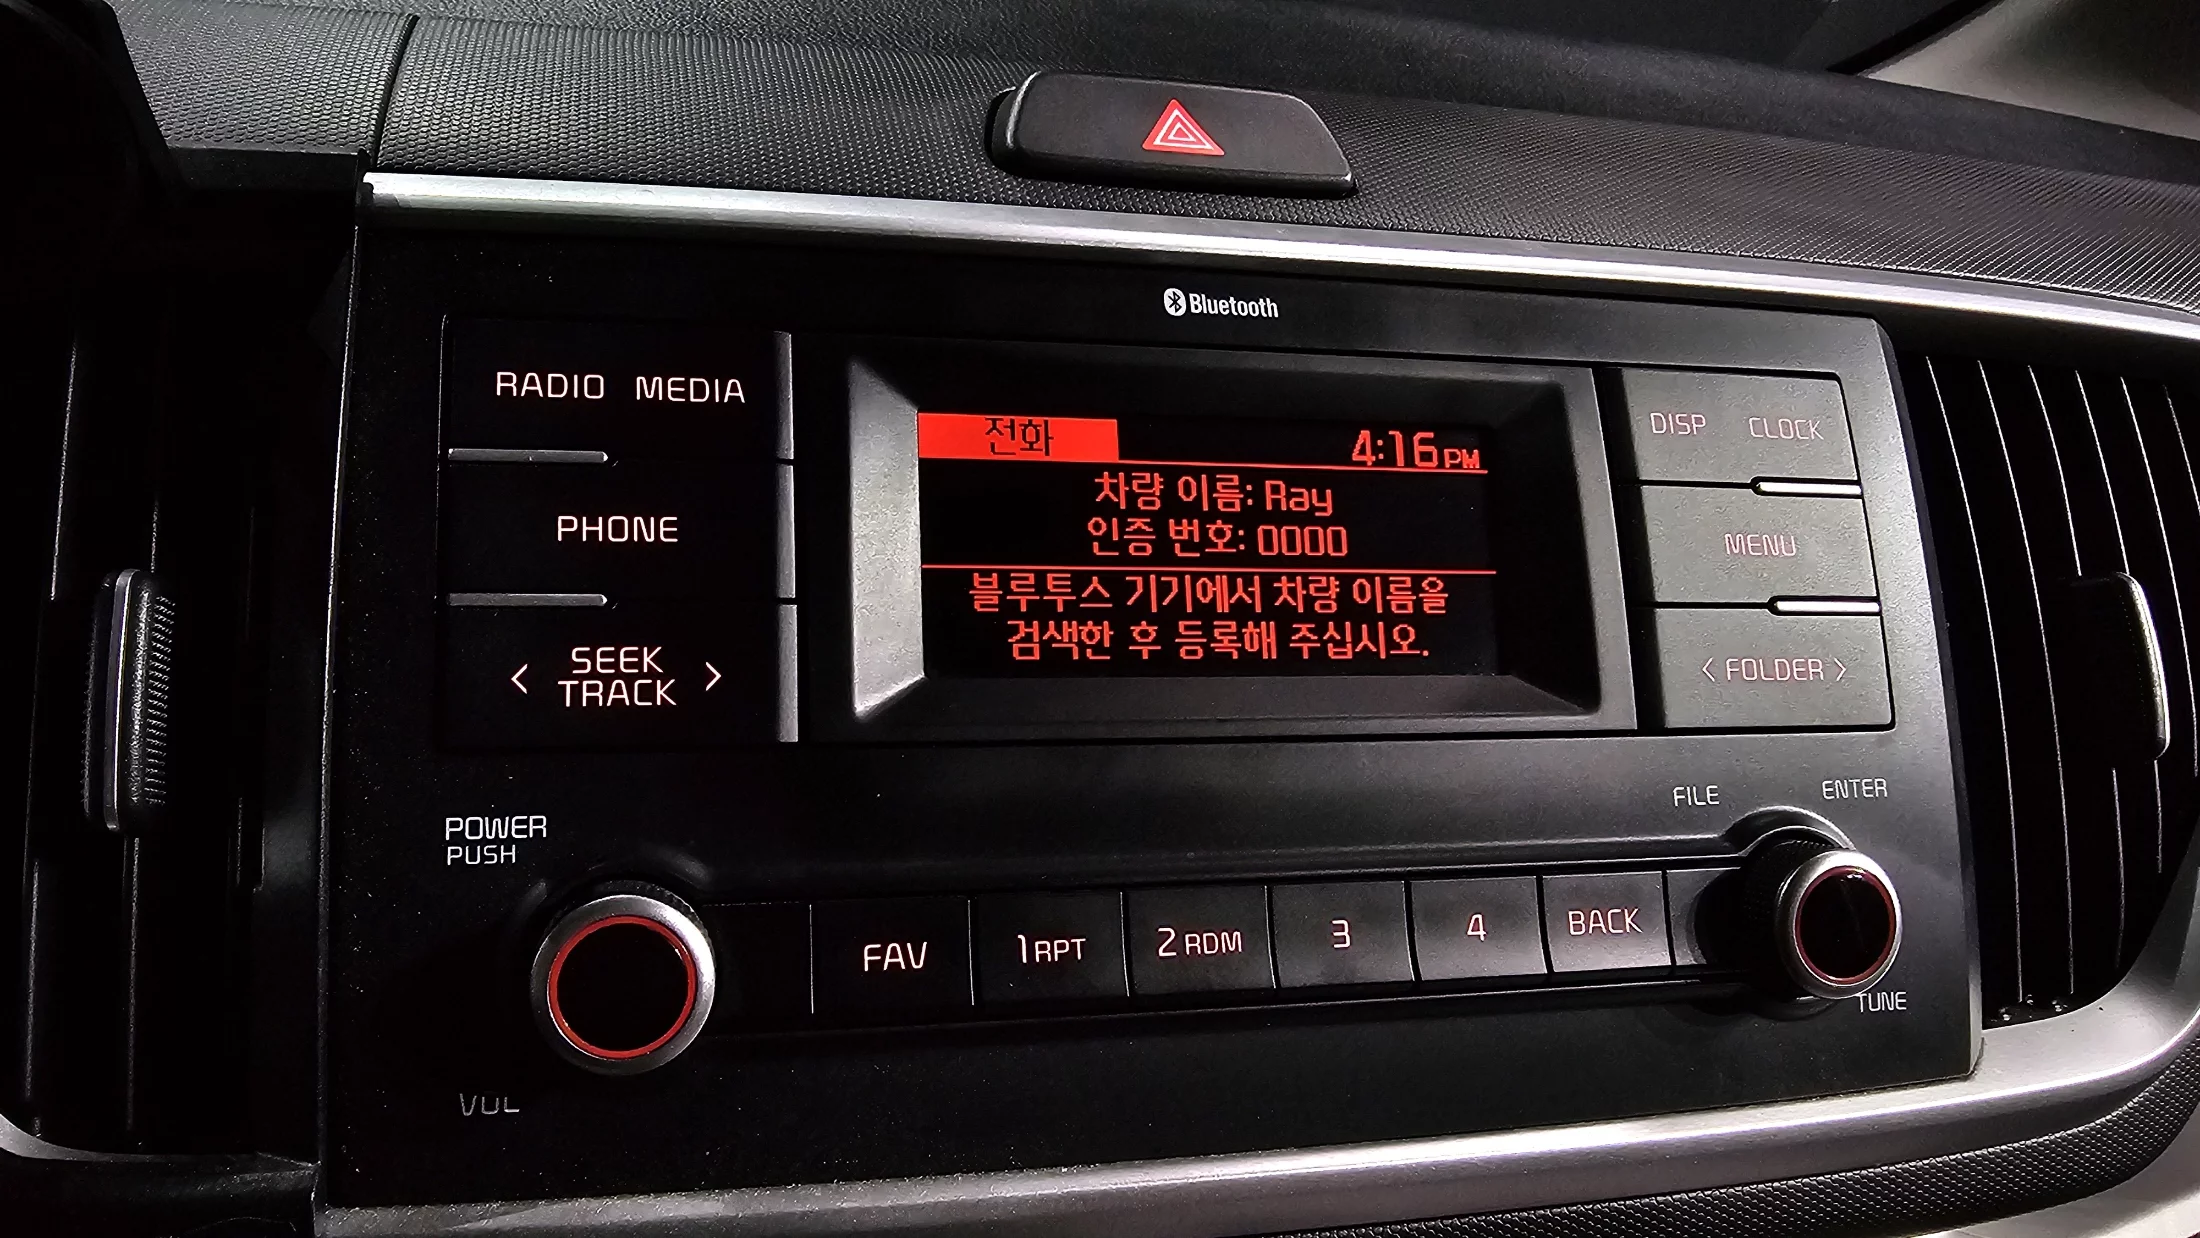 Bluetooth
RADIO MEDIA
PHONE
< SEEK TRACK >
전화 4:16 PM
차량 이름: Ray
인증 번호: 0000
블루투스 기기에서 차량 이름을
검색한 후 등록해 주십시오.
DISP CLOCK
MENU
< FOLDER >
POWER
PUSH
VOL
FAV
1 RPT
2 RDM
3
4
BACK
FILE
ENTER
TUNE